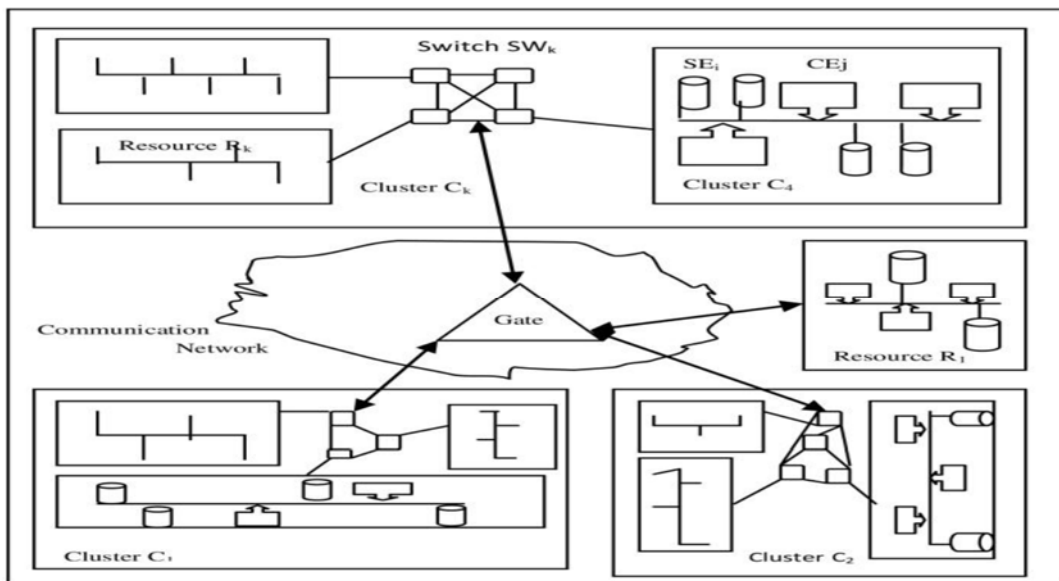 Switch SWₖ
SEᵢ CEj
Resource Rₖ
Cluster Cₖ
Cluster C₄
Gate
Communication
Network
Resource R₁
Cluster C₁
Cluster C₂